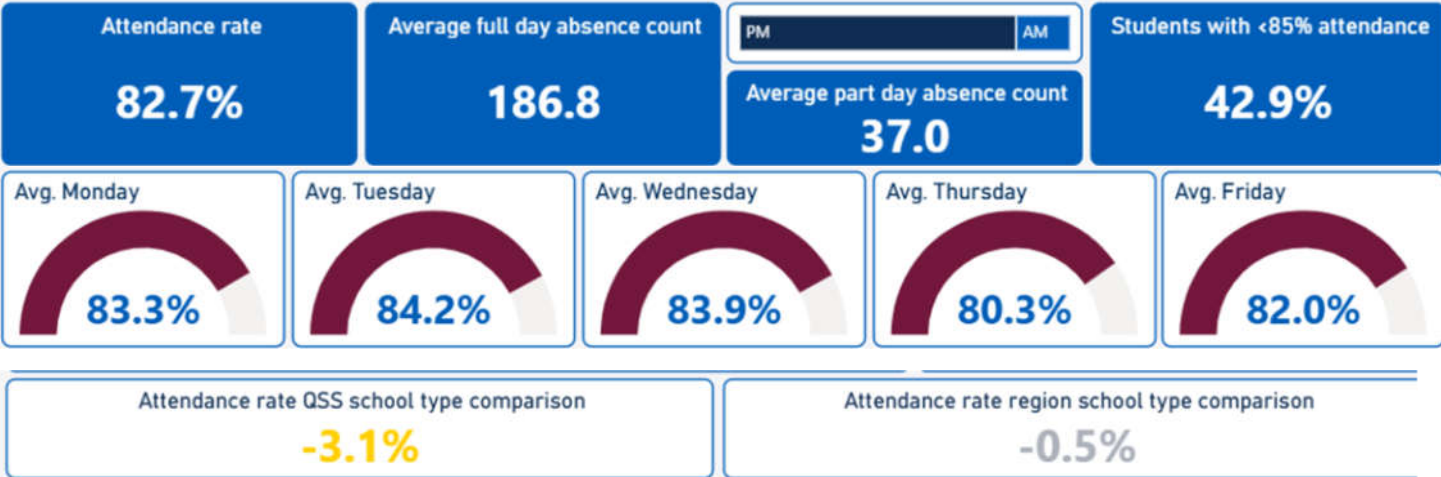 Attendance rate
82.7%
Average full day absence count
186.8
PM AM
Average part day absence count
37.0
Students with <85% attendance
42.9%
Avg. Monday
83.3%
Avg. Tuesday
84.2%
Avg. Wednesday
83.9%
Avg. Thursday
80.3%
Avg. Friday
82.0%
Attendance rate QSS school type comparison
-3.1%
Attendance rate region school type comparison
-0.5%